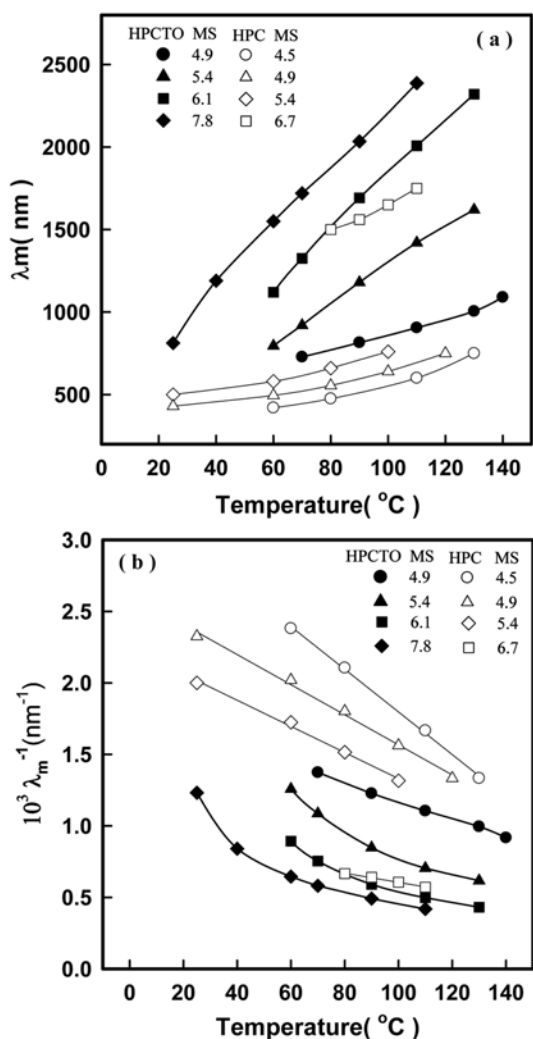 ( a )
HPCTO MS HPC MS
4.9 4.5
5.4 4.9
6.1 5.4
7.8 6.7
2500
2000
1500
1000
500
λm( nm )
0 20 40 60 80 100 120 140
Temperature( °C )
( b )
HPCTO MS HPC MS
4.9 4.5
5.4 4.9
6.1 5.4
7.8 6.7
3.0
2.5
2.0
1.5
1.0
0.5
0.0
10³ λm⁻¹(nm⁻¹)
0 20 40 60 80 100 120 140
Temperature( °C )